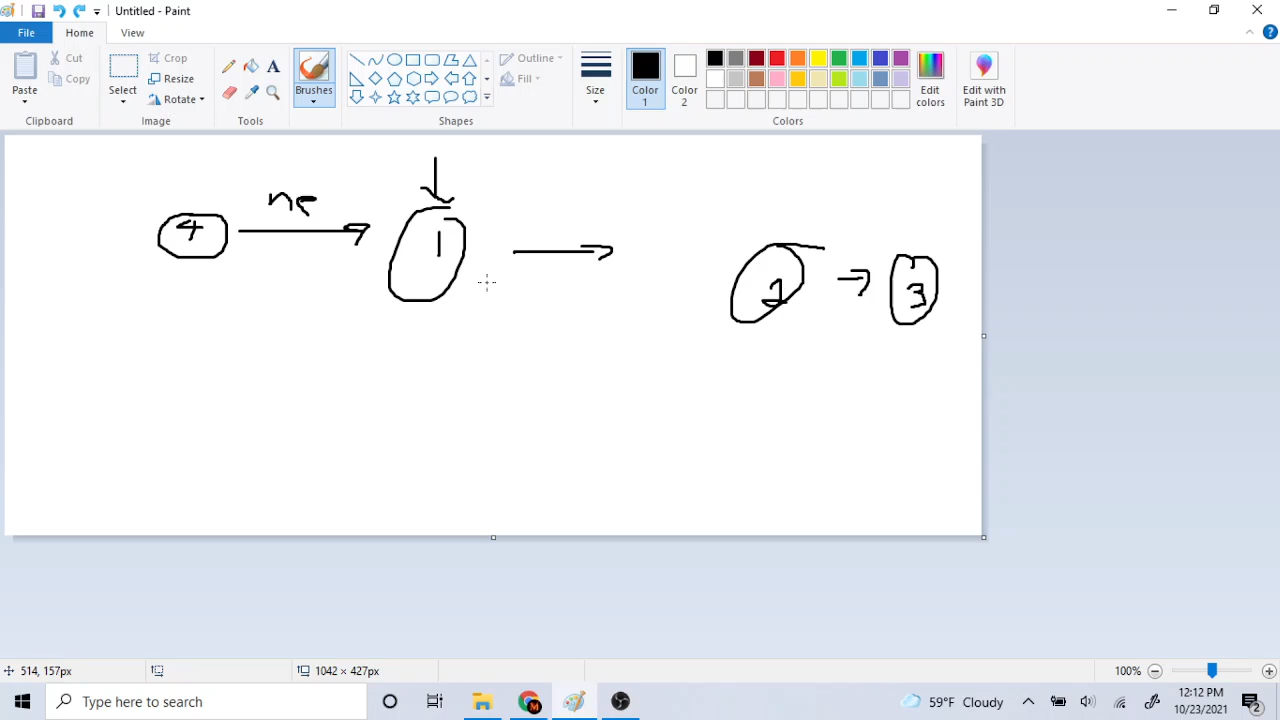 Untitled - Paint
File Home View
Paste
Cut
Copy
Clipboard
Select
Crop
Resize
Rotate
Image
A
Tools
Brushes
Shapes
Outline
Fill
Size
Color 1
Color 2
Edit colors
Colors
Edit with Paint 3D
ne
4
1
2
3
514, 157px
1042 × 427px
100%
Type here to search
M
59°F Cloudy
12:12 PM
10/23/2021
2